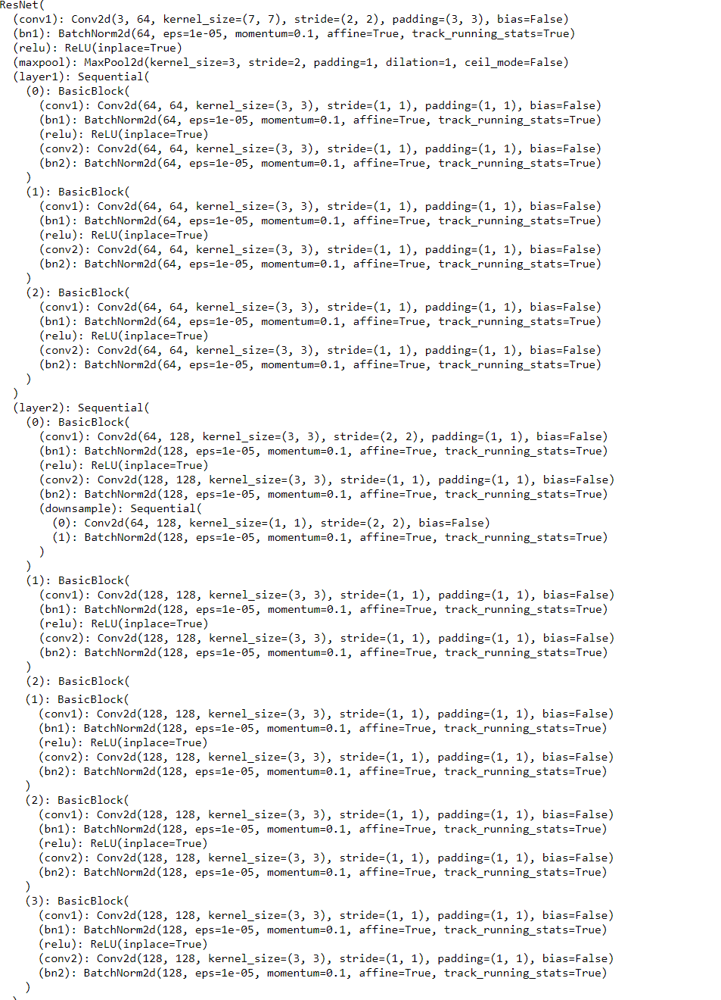 ResNet(
  (conv1): Conv2d(3, 64, kernel_size=(7, 7), stride=(2, 2), padding=(3, 3), bias=False)
  (bn1): BatchNorm2d(64, eps=1e-05, momentum=0.1, affine=True, track_running_stats=True)
  (relu): ReLU(inplace=True)
  (maxpool): MaxPool2d(kernel_size=3, stride=2, padding=1, dilation=1, ceil_mode=False)
  (layer1): Sequential(
    (0): BasicBlock(
      (conv1): Conv2d(64, 64, kernel_size=(3, 3), stride=(1, 1), padding=(1, 1), bias=False)
      (bn1): BatchNorm2d(64, eps=1e-05, momentum=0.1, affine=True, track_running_stats=True)
      (relu): ReLU(inplace=True)
      (conv2): Conv2d(64, 64, kernel_size=(3, 3), stride=(1, 1), padding=(1, 1), bias=False)
      (bn2): BatchNorm2d(64, eps=1e-05, momentum=0.1, affine=True, track_running_stats=True)
    )
    (1): BasicBlock(
      (conv1): Conv2d(64, 64, kernel_size=(3, 3), stride=(1, 1), padding=(1, 1), bias=False)
      (bn1): BatchNorm2d(64, eps=1e-05, momentum=0.1, affine=True, track_running_stats=True)
      (relu): ReLU(inplace=True)
      (conv2): Conv2d(64, 64, kernel_size=(3, 3), stride=(1, 1), padding=(1, 1), bias=False)
      (bn2): BatchNorm2d(64, eps=1e-05, momentum=0.1, affine=True, track_running_stats=True)
    )
    (2): BasicBlock(
      (conv1): Conv2d(64, 64, kernel_size=(3, 3), stride=(1, 1), padding=(1, 1), bias=False)
      (bn1): BatchNorm2d(64, eps=1e-05, momentum=0.1, affine=True, track_running_stats=True)
      (relu): ReLU(inplace=True)
      (conv2): Conv2d(64, 64, kernel_size=(3, 3), stride=(1, 1), padding=(1, 1), bias=False)
      (bn2): BatchNorm2d(64, eps=1e-05, momentum=0.1, affine=True, track_running_stats=True)
    )
  )
  (layer2): Sequential(
    (0): BasicBlock(
      (conv1): Conv2d(64, 128, kernel_size=(3, 3), stride=(2, 2), padding=(1, 1), bias=False)
      (bn1): BatchNorm2d(128, eps=1e-05, momentum=0.1, affine=True, track_running_stats=True)
      (relu): ReLU(inplace=True)
      (conv2): Conv2d(128, 128, kernel_size=(3, 3), stride=(1, 1), padding=(1, 1), bias=False)
      (bn2): BatchNorm2d(128, eps=1e-05, momentum=0.1, affine=True, track_running_stats=True)
      (downsample): Sequential(
        (0): Conv2d(64, 128, kernel_size=(1, 1), stride=(2, 2), bias=False)
        (1): BatchNorm2d(128, eps=1e-05, momentum=0.1, affine=True, track_running_stats=True)
      )
    )
    (1): BasicBlock(
      (conv1): Conv2d(128, 128, kernel_size=(3, 3), stride=(1, 1), padding=(1, 1), bias=False)
      (bn1): BatchNorm2d(128, eps=1e-05, momentum=0.1, affine=True, track_running_stats=True)
      (relu): ReLU(inplace=True)
      (conv2): Conv2d(128, 128, kernel_size=(3, 3), stride=(1, 1), padding=(1, 1), bias=False)
      (bn2): BatchNorm2d(128, eps=1e-05, momentum=0.1, affine=True, track_running_stats=True)
    )
    (2): BasicBlock(
    (1): BasicBlock(
      (conv1): Conv2d(128, 128, kernel_size=(3, 3), stride=(1, 1), padding=(1, 1), bias=False)
      (bn1): BatchNorm2d(128, eps=1e-05, momentum=0.1, affine=True, track_running_stats=True)
      (relu): ReLU(inplace=True)
      (conv2): Conv2d(128, 128, kernel_size=(3, 3), stride=(1, 1), padding=(1, 1), bias=False)
      (bn2): BatchNorm2d(128, eps=1e-05, momentum=0.1, affine=True, track_running_stats=True)
    )
    (2): BasicBlock(
      (conv1): Conv2d(128, 128, kernel_size=(3, 3), stride=(1, 1), padding=(1, 1), bias=False)
      (bn1): BatchNorm2d(128, eps=1e-05, momentum=0.1, affine=True, track_running_stats=True)
      (relu): ReLU(inplace=True)
      (conv2): Conv2d(128, 128, kernel_size=(3, 3), stride=(1, 1), padding=(1, 1), bias=False)
      (bn2): BatchNorm2d(128, eps=1e-05, momentum=0.1, affine=True, track_running_stats=True)
    )
    (3): BasicBlock(
      (conv1): Conv2d(128, 128, kernel_size=(3, 3), stride=(1, 1), padding=(1, 1), bias=False)
      (bn1): BatchNorm2d(128, eps=1e-05, momentum=0.1, affine=True, track_running_stats=True)
      (relu): ReLU(inplace=True)
      (conv2): Conv2d(128, 128, kernel_size=(3, 3), stride=(1, 1), padding=(1, 1), bias=False)
      (bn2): BatchNorm2d(128, eps=1e-05, momentum=0.1, affine=True, track_running_stats=True)
    )
  )